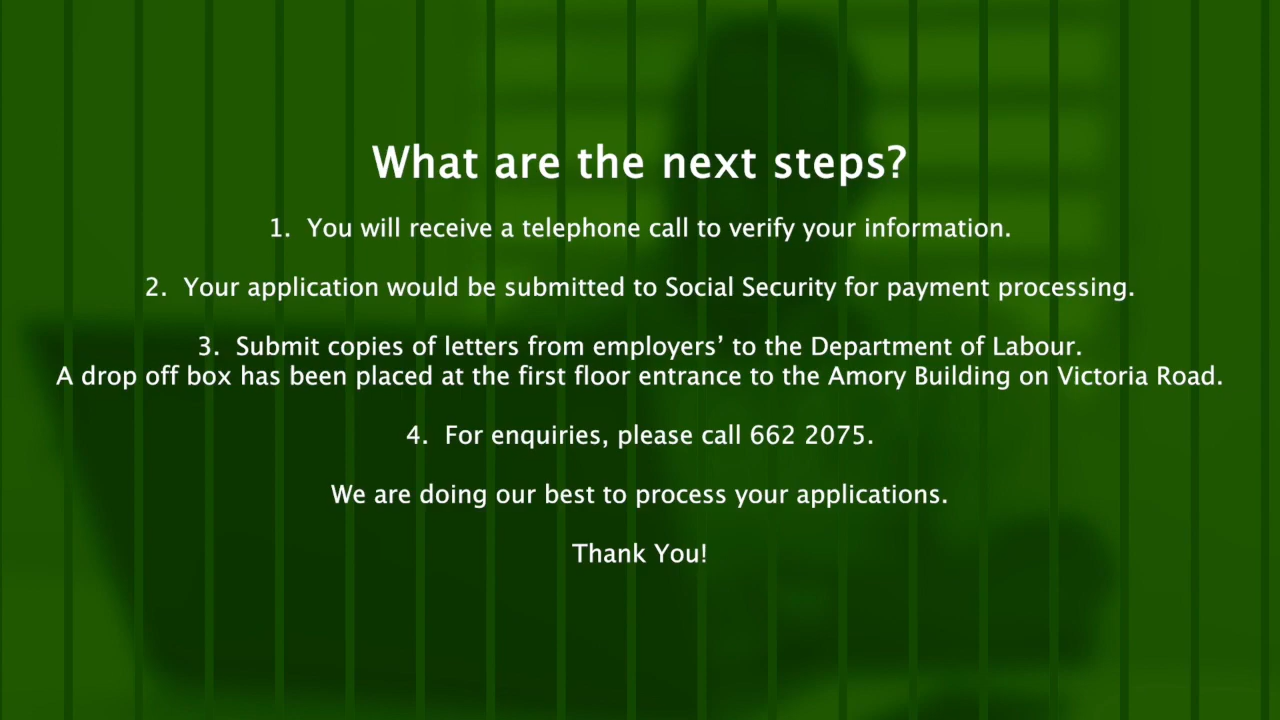 What are the next steps?
1. You will receive a telephone call to verify your information.
2. Your application would be submitted to Social Security for payment processing.
3. Submit copies of letters from employers’ to the Department of Labour.
A drop off box has been placed at the first floor entrance to the Amory Building on Victoria Road.
4. For enquiries, please call 662 2075.
We are doing our best to process your applications.
Thank You!